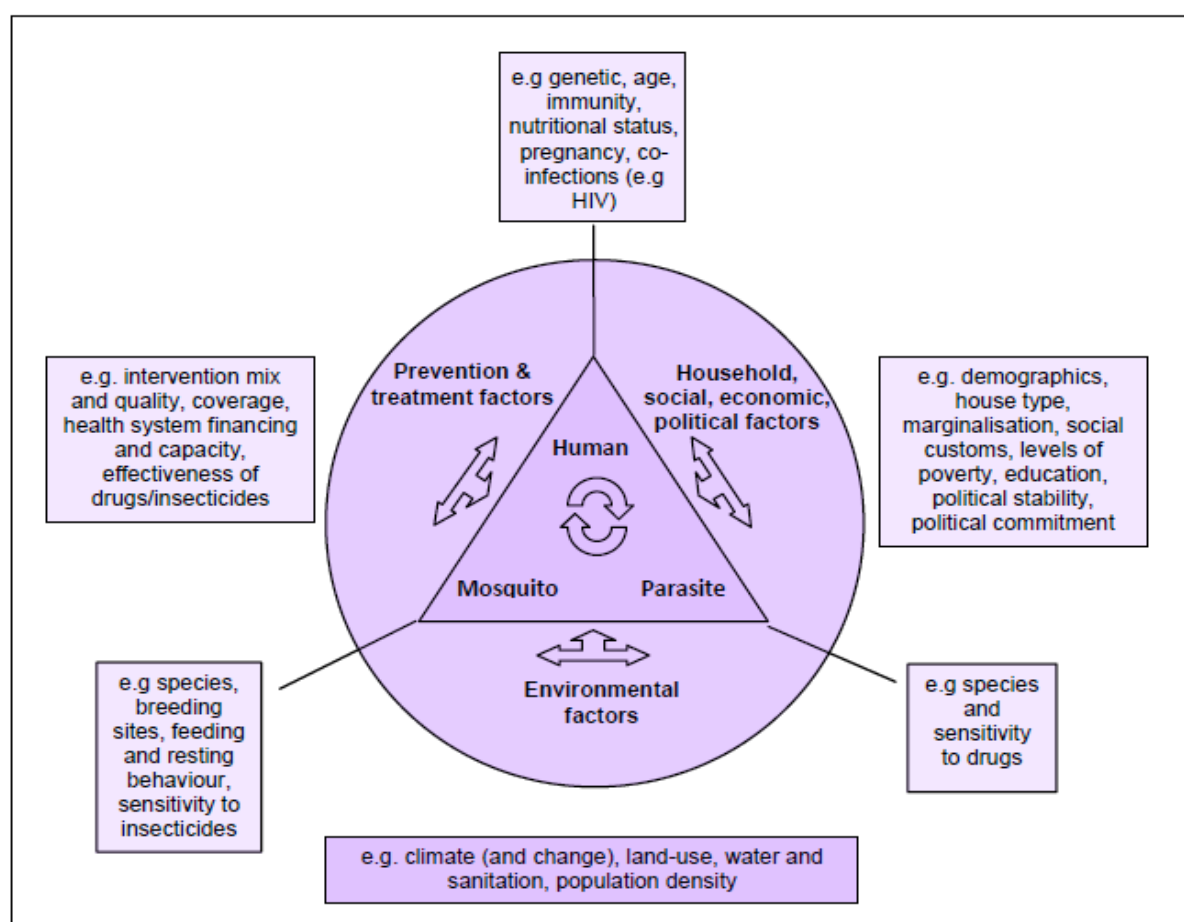 e.g genetic, age,
immunity,
nutritional status,
pregnancy, co-
infections (e.g
HIV)
e.g. intervention mix
and quality, coverage,
health system financing
and capacity,
effectiveness of
drugs/insecticides
Prevention &
treatment factors
Household,
social, economic,
political factors
e.g. demographics,
house type,
marginalisation, social
customs, levels of
poverty, education,
political stability,
political commitment
Human
Mosquito
Parasite
Environmental
factors
e.g species,
breeding
sites, feeding
and resting
behaviour,
sensitivity to
insecticides
e.g species
and
sensitivity
to drugs
e.g. climate (and change), land-use, water and
sanitation, population density